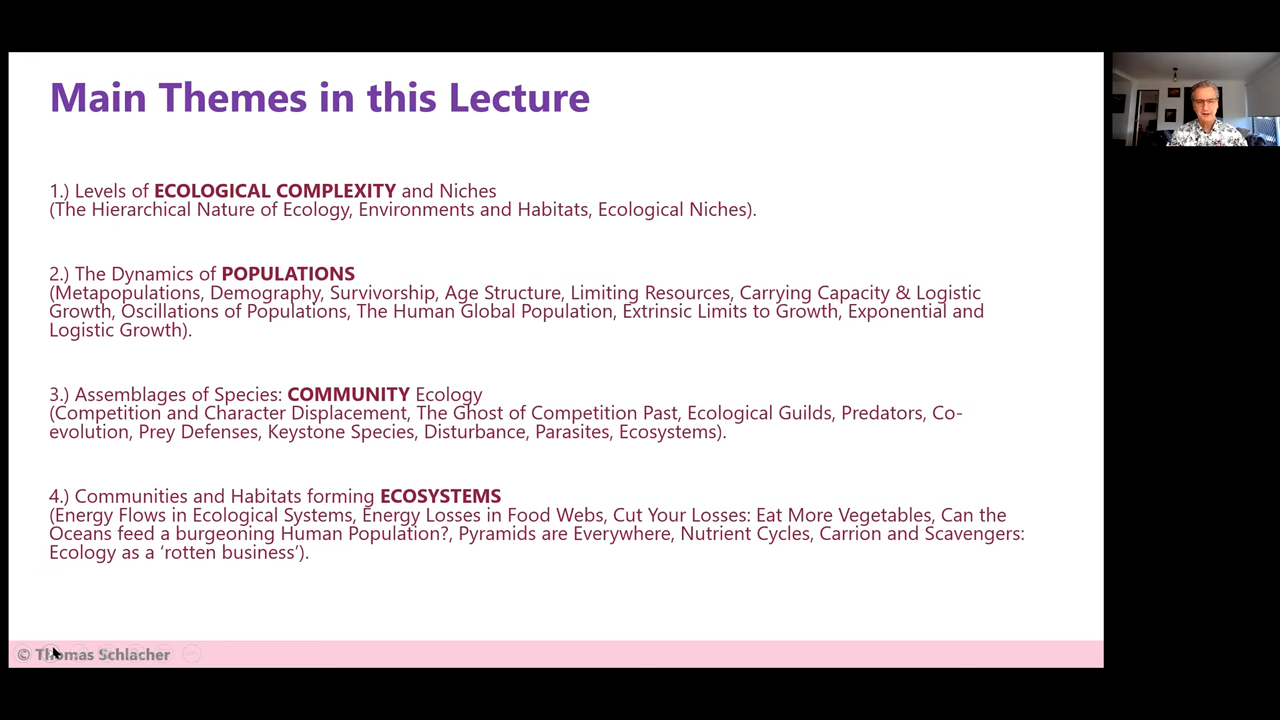 Main Themes in this Lecture
1.) Levels of ECOLOGICAL COMPLEXITY and Niches
(The Hierarchical Nature of Ecology, Environments and Habitats, Ecological Niches).
2.) The Dynamics of POPULATIONS
(Metapopulations, Demography, Survivorship, Age Structure, Limiting Resources, Carrying Capacity & Logistic
Growth, Oscillations of Populations, The Human Global Population, Extrinsic Limits to Growth, Exponential and
Logistic Growth).
3.) Assemblages of Species: COMMUNITY Ecology
(Competition and Character Displacement, The Ghost of Competition Past, Ecological Guilds, Predators, Co-
evolution, Prey Defenses, Keystone Species, Disturbance, Parasites, Ecosystems).
4.) Communities and Habitats forming ECOSYSTEMS
(Energy Flows in Ecological Systems, Energy Losses in Food Webs, Cut Your Losses: Eat More Vegetables, Can the
Oceans feed a burgeoning Human Population?, Pyramids are Everywhere, Nutrient Cycles, Carrion and Scavengers:
Ecology as a ‘rotten business’).
© Thomas Schlacher